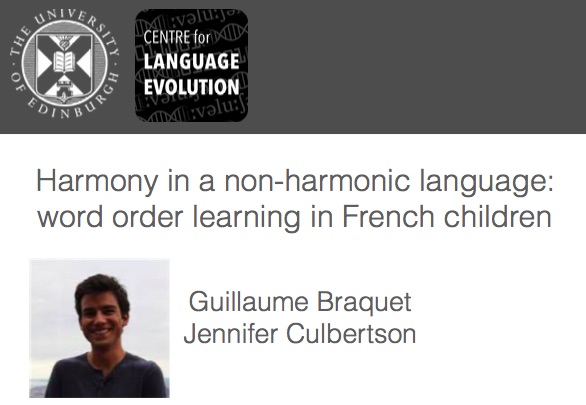 THE UNIVERSITY OF EDINBURGH
CENTRE for
LANGUAGE
EVOLUTION
Harmony in a non-harmonic language:
word order learning in French children
Guillaume Braquet
Jennifer Culbertson